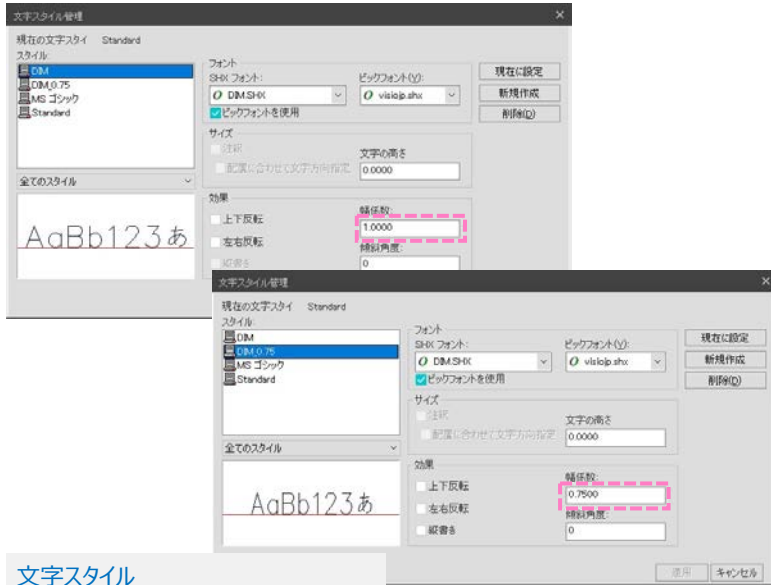 文字スタイル管理
現在の文字スタイ Standard
スタイル:
DIM
DIM_0.75
MS ゴシック
Standard
全てのスタイル
AaBb123あ
フォント
SHX フォント:
DIM.SHX
ビックフォント(V):
visiojp.shx
ビックフォントを使用
サイズ
注釈
配置に合わせて文字方向指定
文字の高さ
0.0000
効果
上下反転
左右反転
縦書き
幅係数:
1.0000
傾斜角度:
0
現在に設定
新規作成
削除(D)
文字スタイル管理
現在の文字スタイ Standard
スタイル:
DIM
DIM_0.75
MS ゴシック
Standard
全てのスタイル
AaBb123あ
フォント
SHX フォント:
DIM.SHX
ビックフォント(V):
visiojp.shx
ビックフォントを使用
サイズ
注釈
配置に合わせて文字方向指定
文字の高さ
0.0000
効果
上下反転
左右反転
縦書き
幅係数:
0.7500
傾斜角度:
0
現在に設定
新規作成
削除(D)
適用
キャンセル
文字スタイル